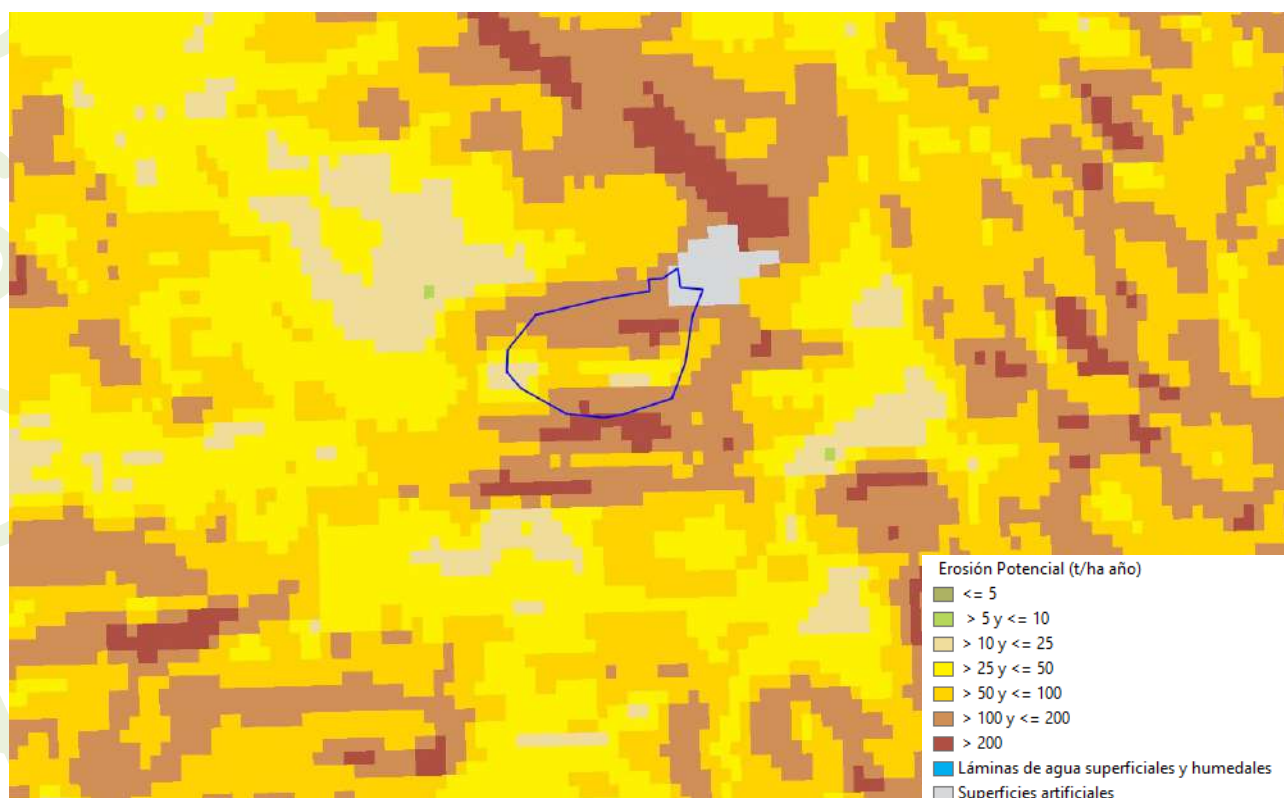 Erosión Potencial (t/ha año)
<= 5
> 5 y <= 10
> 10 y <= 25
> 25 y <= 50
> 50 y <= 100
> 100 y <= 200
> 200
Láminas de agua superficiales y humedales
Superficies artificiales